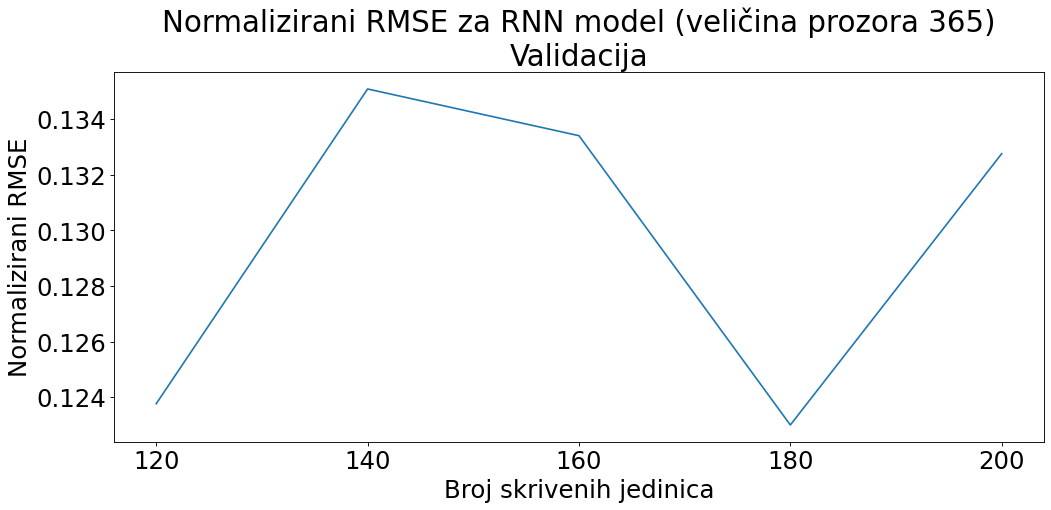 Normalizirani RMSE za RNN model (veličina prozora 365)
Validacija
Normalizirani RMSE
0.134
0.132
0.130
0.128
0.126
0.124
120 140 160 180 200
Broj skrivenih jedinica